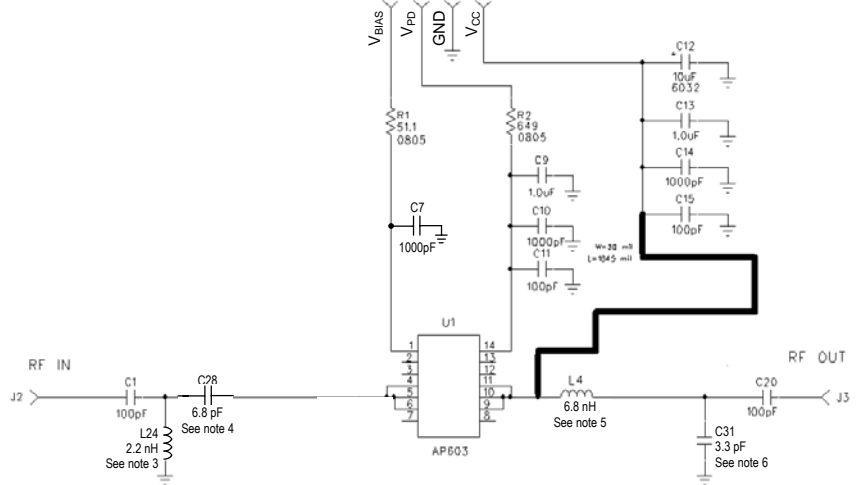 VBIAS
VPD
GND
VCC
C12
10uF
6032
C13
1.0uF
C14
1000pF
C15
100pF
R1
51.1
0805
R2
649
0805
C9
1.0uF
C10
1000pF
C11
100pF
C7
1000pF
W=30 mil
L=1045 mil
U1
1
2
3
4
5
6
7
14
13
12
11
10
9
8
AP603
RF IN
J2
C1
100pF
L24
2.2 nH
See note 3
C28
6.8 pF
See note 4
L4
6.8 nH
See note 5
C31
3.3 pF
See note 6
C20
100pF
RF OUT
J3